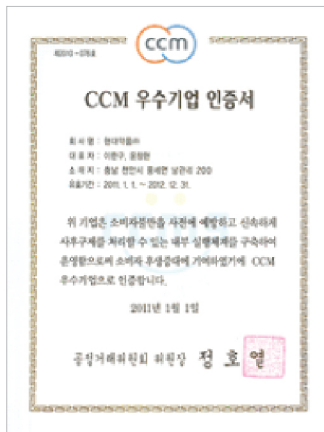 ccm
CCM 우수기업 인증서
회 사 명 : 현대약품㈜
대 표 자 : 이한구, 윤창현
소 재 지 : 충남 천안시 풍세면 남관리 200
유효기간 : 2011. 1. 1. ~ 2012. 12. 31.
위 기업은 소비자불만을 사전에 예방하고 신속하게
사후구제를 처리할 수 있는 내부 실행체계를 구축하여
운영함으로써 소비자 후생증대에 기여하였기에 CCM
우수기업으로 인증합니다.
2011년 1월 1일
공정거래위원회 위원장 정호열